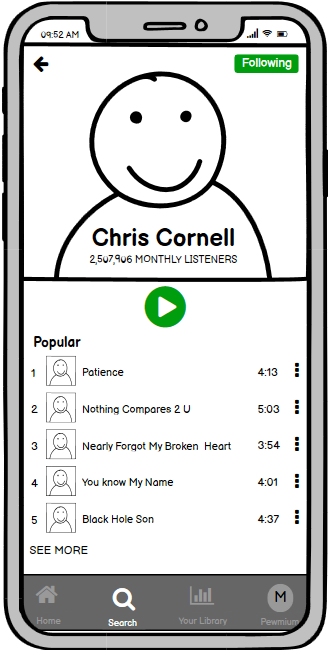 09:52 AM
Following
Chris Cornell
2,507,906 MONTHLY LISTENERS
Popular
1 Patience 4:13
2 Nothing Compares 2 U 5:03
3 Nearly Forgot My Broken Heart 3:54
4 You know My Name 4:01
5 Black Hole Son 4:37
SEE MORE
M
Home Search Your Library Pewmium